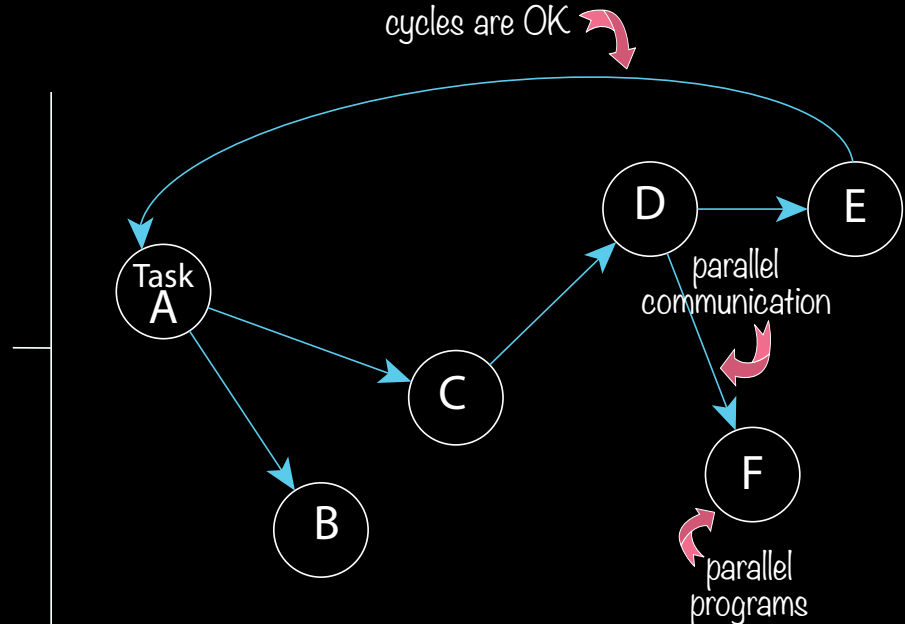 cycles are OK
D
E
Task
A
parallel
communication
C
F
B
parallel
programs